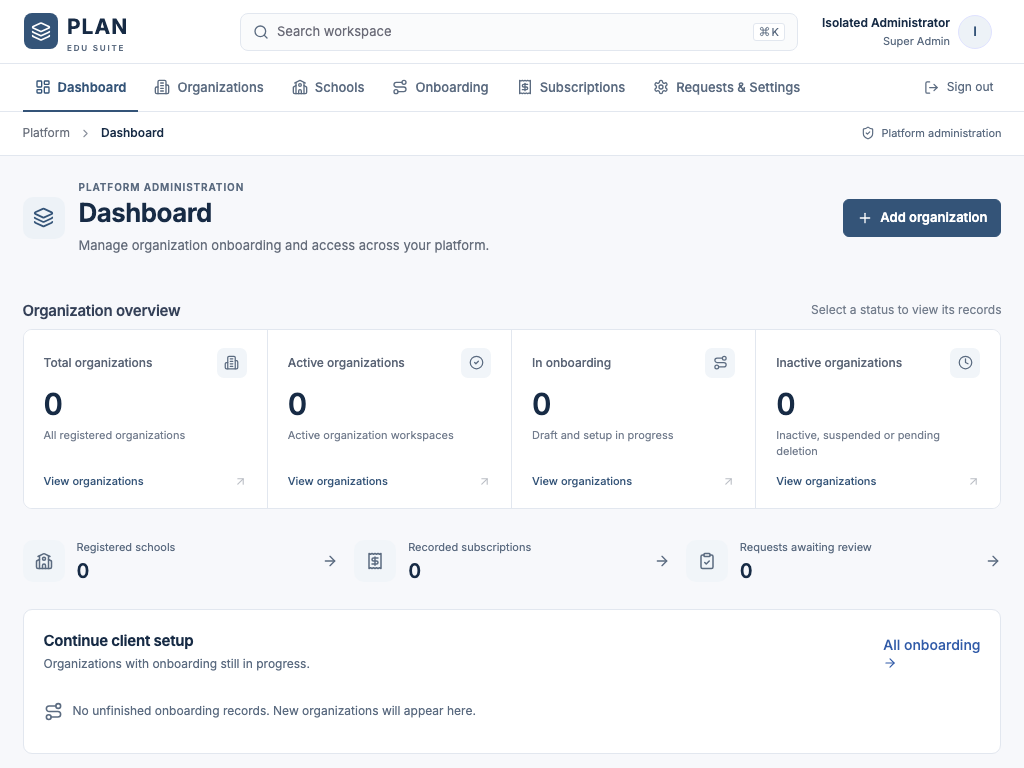 PLAN
EDU SUITE
Search workspace
⌘ K
Isolated Administrator
Super Admin
I
Dashboard
Organizations
Schools
Onboarding
Subscriptions
Requests & Settings
Sign out
Platform
Dashboard
Platform administration
PLATFORM ADMINISTRATION
Dashboard
Manage organization onboarding and access across your platform.
Add organization
Organization overview
Select a status to view its records
Total organizations
0
All registered organizations
View organizations
Active organizations
0
Active organization workspaces
View organizations
In onboarding
0
Draft and setup in progress
View organizations
Inactive organizations
0
Inactive, suspended or pending
deletion
View organizations
Registered schools
0
Recorded subscriptions
0
Requests awaiting review
0
Continue client setup
Organizations with onboarding still in progress.
All onboarding
No unfinished onboarding records. New organizations will appear here.